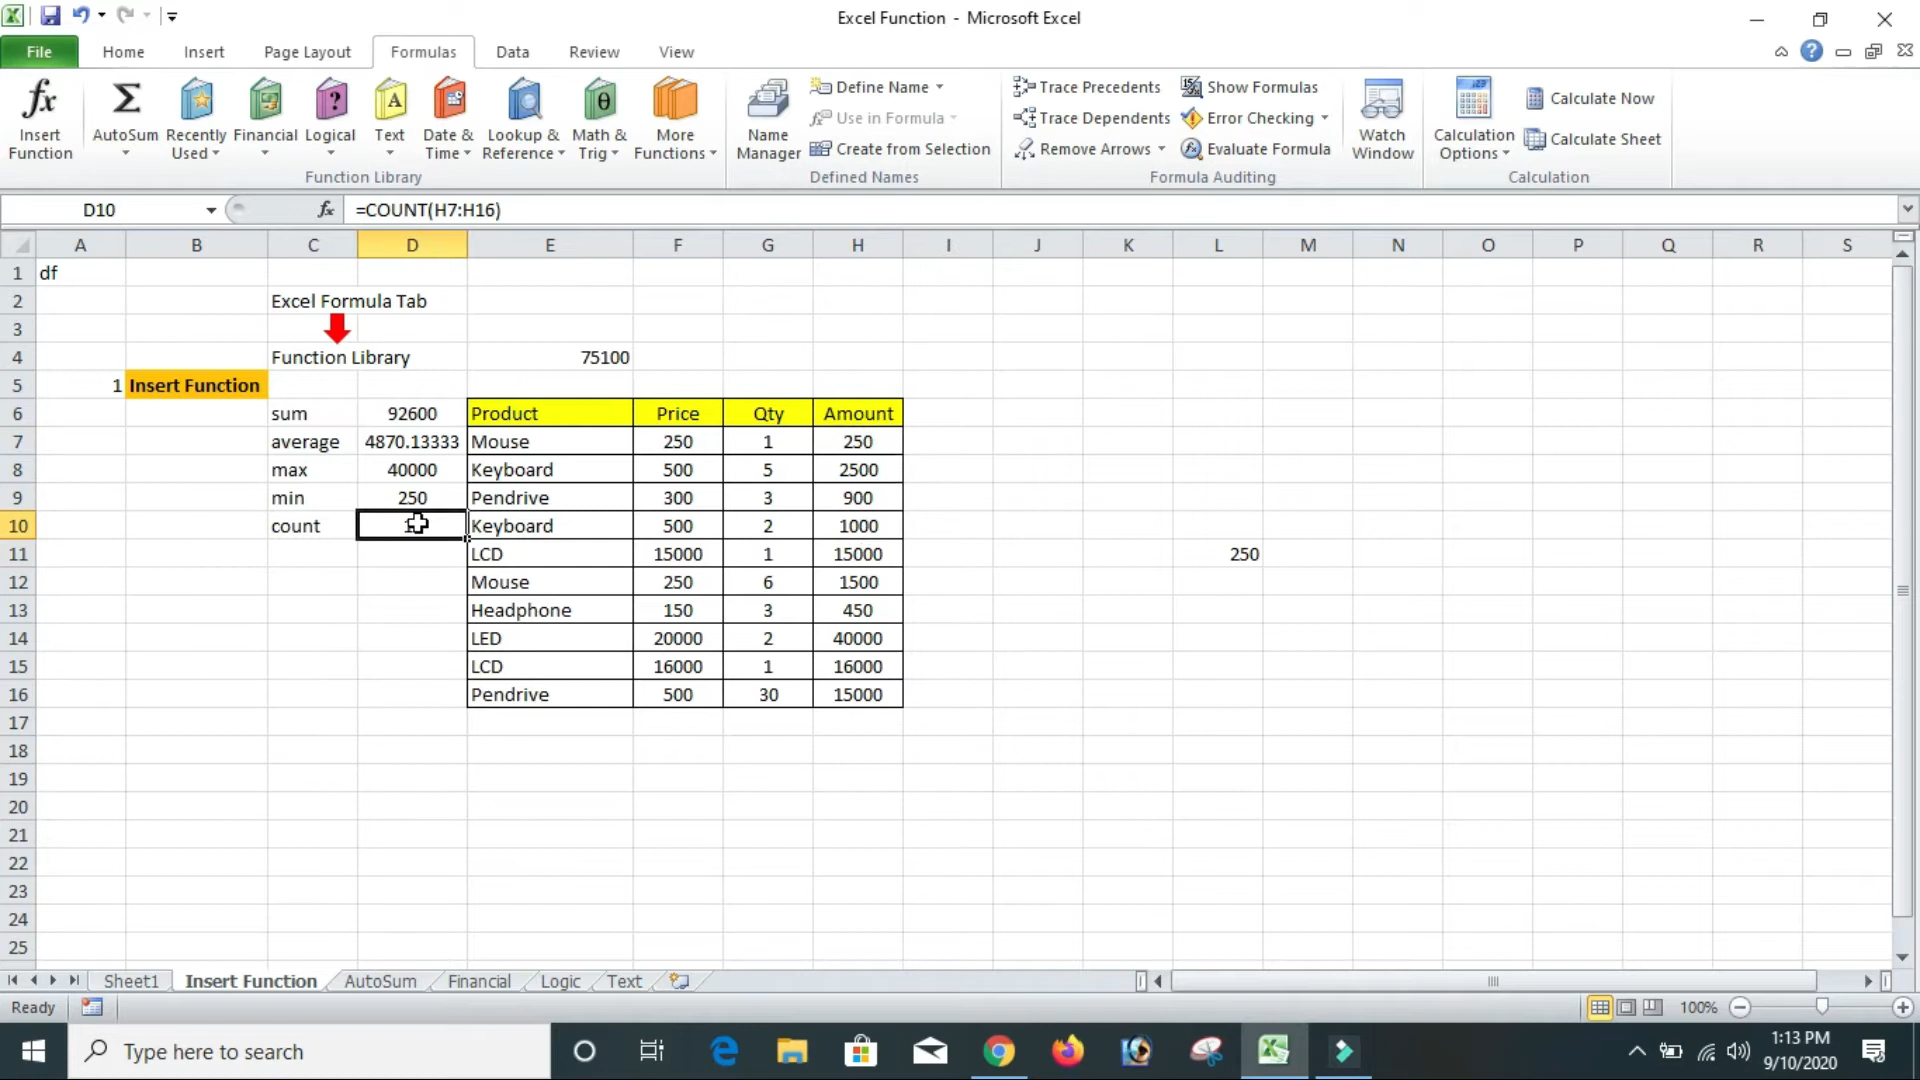 Excel Function - Microsoft Excel
File Home Insert Page Layout Formulas Data Review View
Insert Function
AutoSum
Recently Used
Financial
Logical
Text
Date & Time
Lookup & Reference
Math & Trig
More Functions
Function Library
Name Manager
Define Name
Use in Formula
Create from Selection
Defined Names
Trace Precedents
Trace Dependents
Remove Arrows
Show Formulas
Error Checking
Evaluate Formula
Formula Auditing
Watch Window
Calculation Options
Calculate Now
Calculate Sheet
Calculation
D10 fx =COUNT(H7:H16)
A B C D E F G H I J K L M N O P Q R S
1 df
2 Excel Formula Tab
3
4 Function Library 75100
5 1 Insert Function
6 sum 92600 Product Price Qty Amount
7 average 4870.13333 Mouse 250 1 250
8 max 40000 Keyboard 500 5 2500
9 min 250 Pendrive 300 3 900
10 count Keyboard 500 2 1000
11 LCD 15000 1 15000 250
12 Mouse 250 6 1500
13 Headphone 150 3 450
14 LED 20000 2 40000
15 LCD 16000 1 16000
16 Pendrive 500 30 15000
17
18
19
20
21
22
23
24
25
Sheet1 Insert Function AutoSum Financial Logic Text
Ready 100%
Type here to search
1:13 PM
9/10/2020